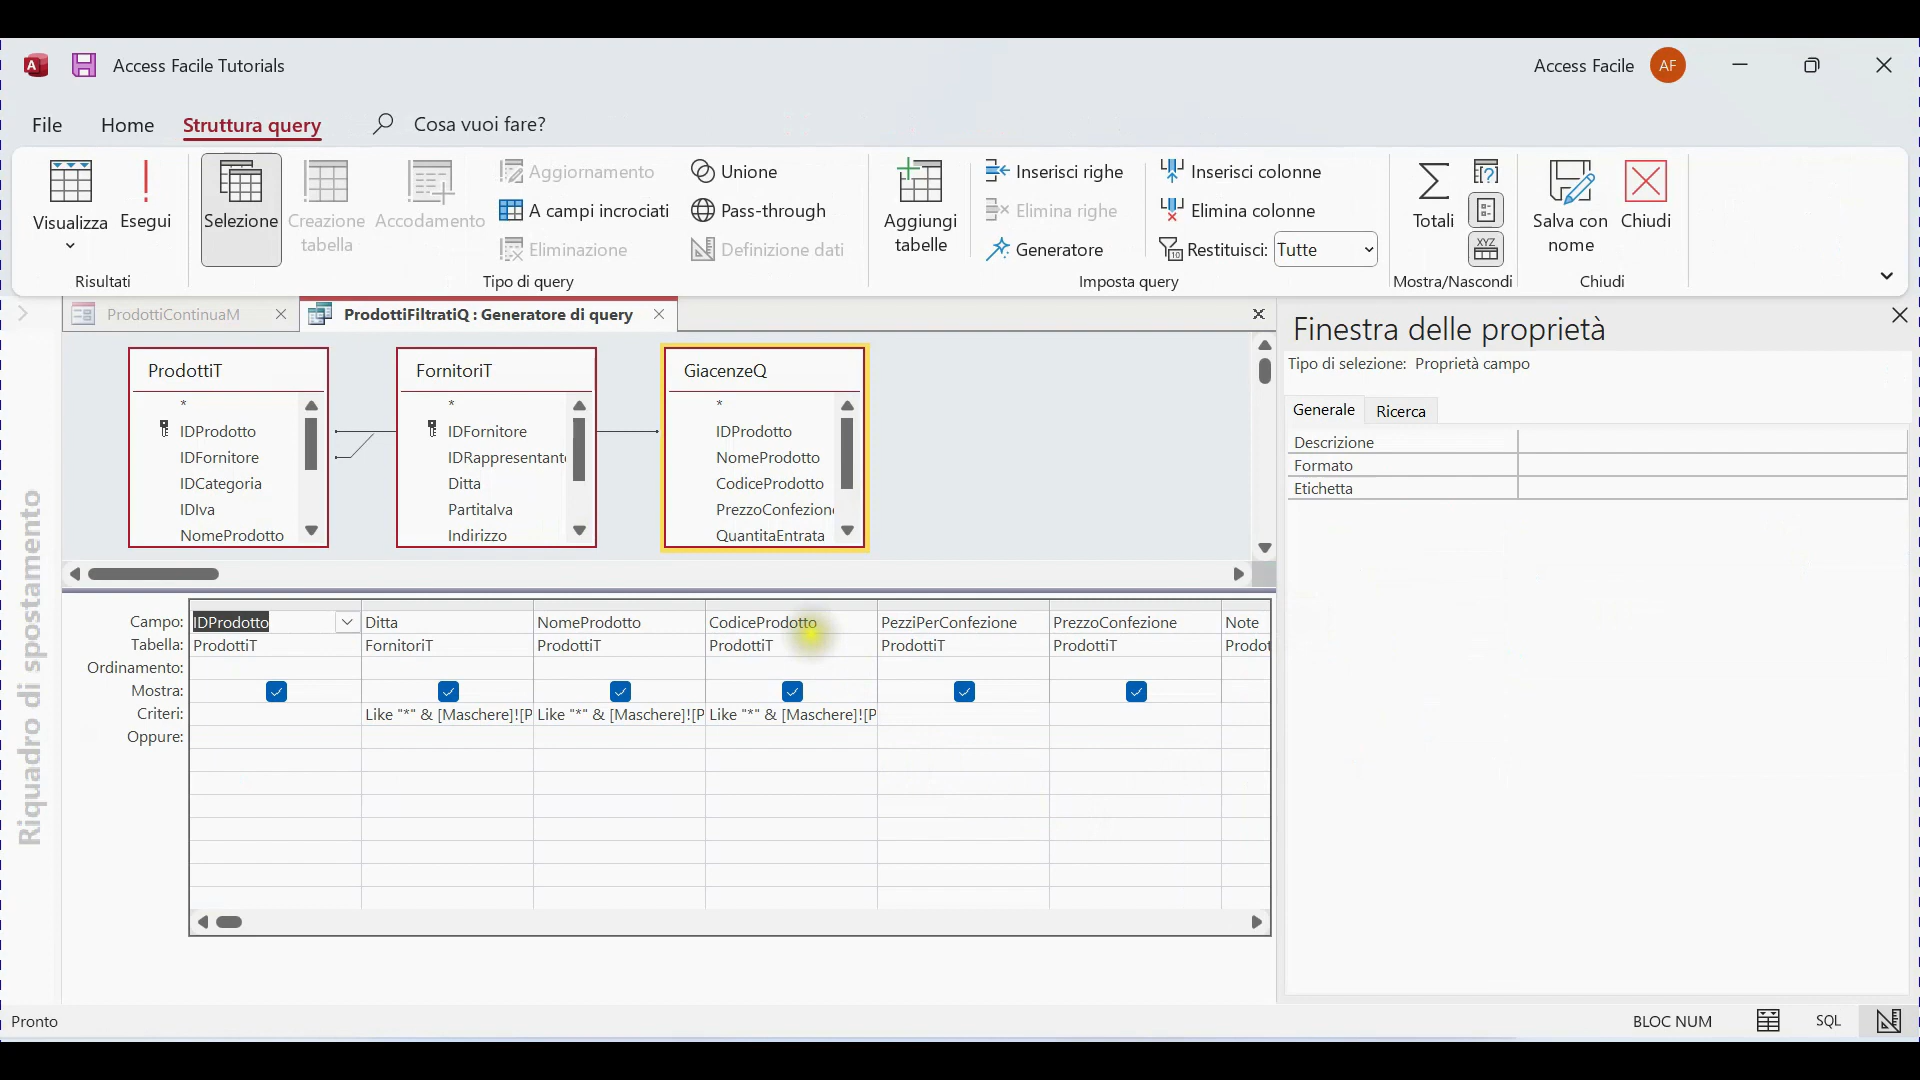 Access Facile Tutorials
Access Facile AF
File Home Struttura query Cosa vuoi fare?
Visualizza
Esegui
Risultati
Selezione
Creazione tabella
Accodamento
Aggiornamento
A campi incrociati
Eliminazione
Unione
Pass-through
Definizione dati
Tipo di query
Aggiungi tabelle
Inserisci righe
Elimina righe
Generatore
Inserisci colonne
Elimina colonne
Restituisci: Tutte
Imposta query
Totali
Mostra/Nascondi
Salva con nome
Chiudi
Chiudi
ProdottiContinuaM
ProdottiFiltratiQ : Generatore di query
Riquadro di spostamento
ProdottiT
*
IDProdotto
IDFornitore
IDCategoria
IDIva
NomeProdotto
FornitoriT
*
IDFornitore
IDRappresentant
Ditta
PartitaIva
Indirizzo
GiacenzeQ
*
IDProdotto
NomeProdotto
CodiceProdotto
PrezzoConfezion
QuantitaEntrata
Campo: IDProdotto Ditta NomeProdotto CodiceProdotto PezziPerConfezione PrezzoConfezione Note
Tabella: ProdottiT FornitoriT ProdottiT ProdottiT ProdottiT ProdottiT Prodot
Ordinamento:
Mostra:
Criteri: Like "*" & [Maschere]![P Like "*" & [Maschere]![P Like "*" & [Maschere]![P
Oppure:
Finestra delle proprietà
Tipo di selezione: Proprietà campo
Generale Ricerca
Descrizione
Formato
Etichetta
Pronto
BLOC NUM SQL